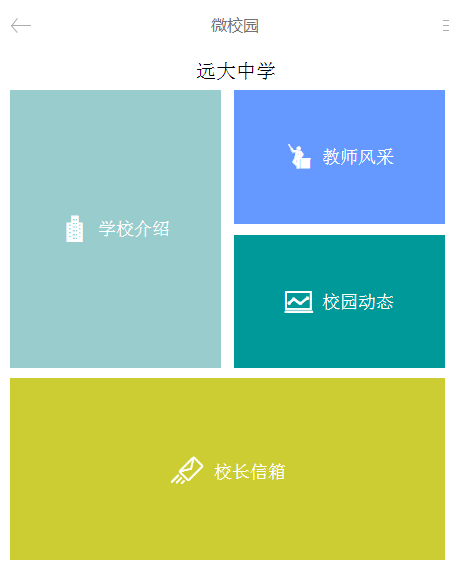 微校园
远大中学
学校介绍
教师风采
校园动态
校长信箱